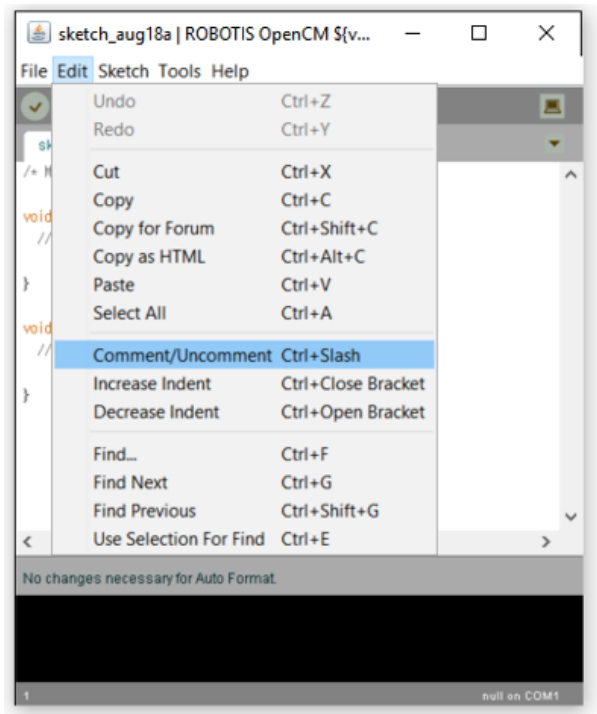 sketch_aug18a | ROBOTIS OpenCM ${v...
File Edit Sketch Tools Help
Undo Ctrl+Z
Redo Ctrl+Y
sk
/* M
Cut Ctrl+X
Copy Ctrl+C
void
Copy for Forum Ctrl+Shift+C
//
Copy as HTML Ctrl+Alt+C
}
Paste Ctrl+V
Select All Ctrl+A
void
//
Comment/Uncomment Ctrl+Slash
Increase Indent Ctrl+Close Bracket
}
Decrease Indent Ctrl+Open Bracket
Find... Ctrl+F
Find Next Ctrl+G
Find Previous Ctrl+Shift+G
Use Selection For Find Ctrl+E
No changes necessary for Auto Format.
1 null on COM1